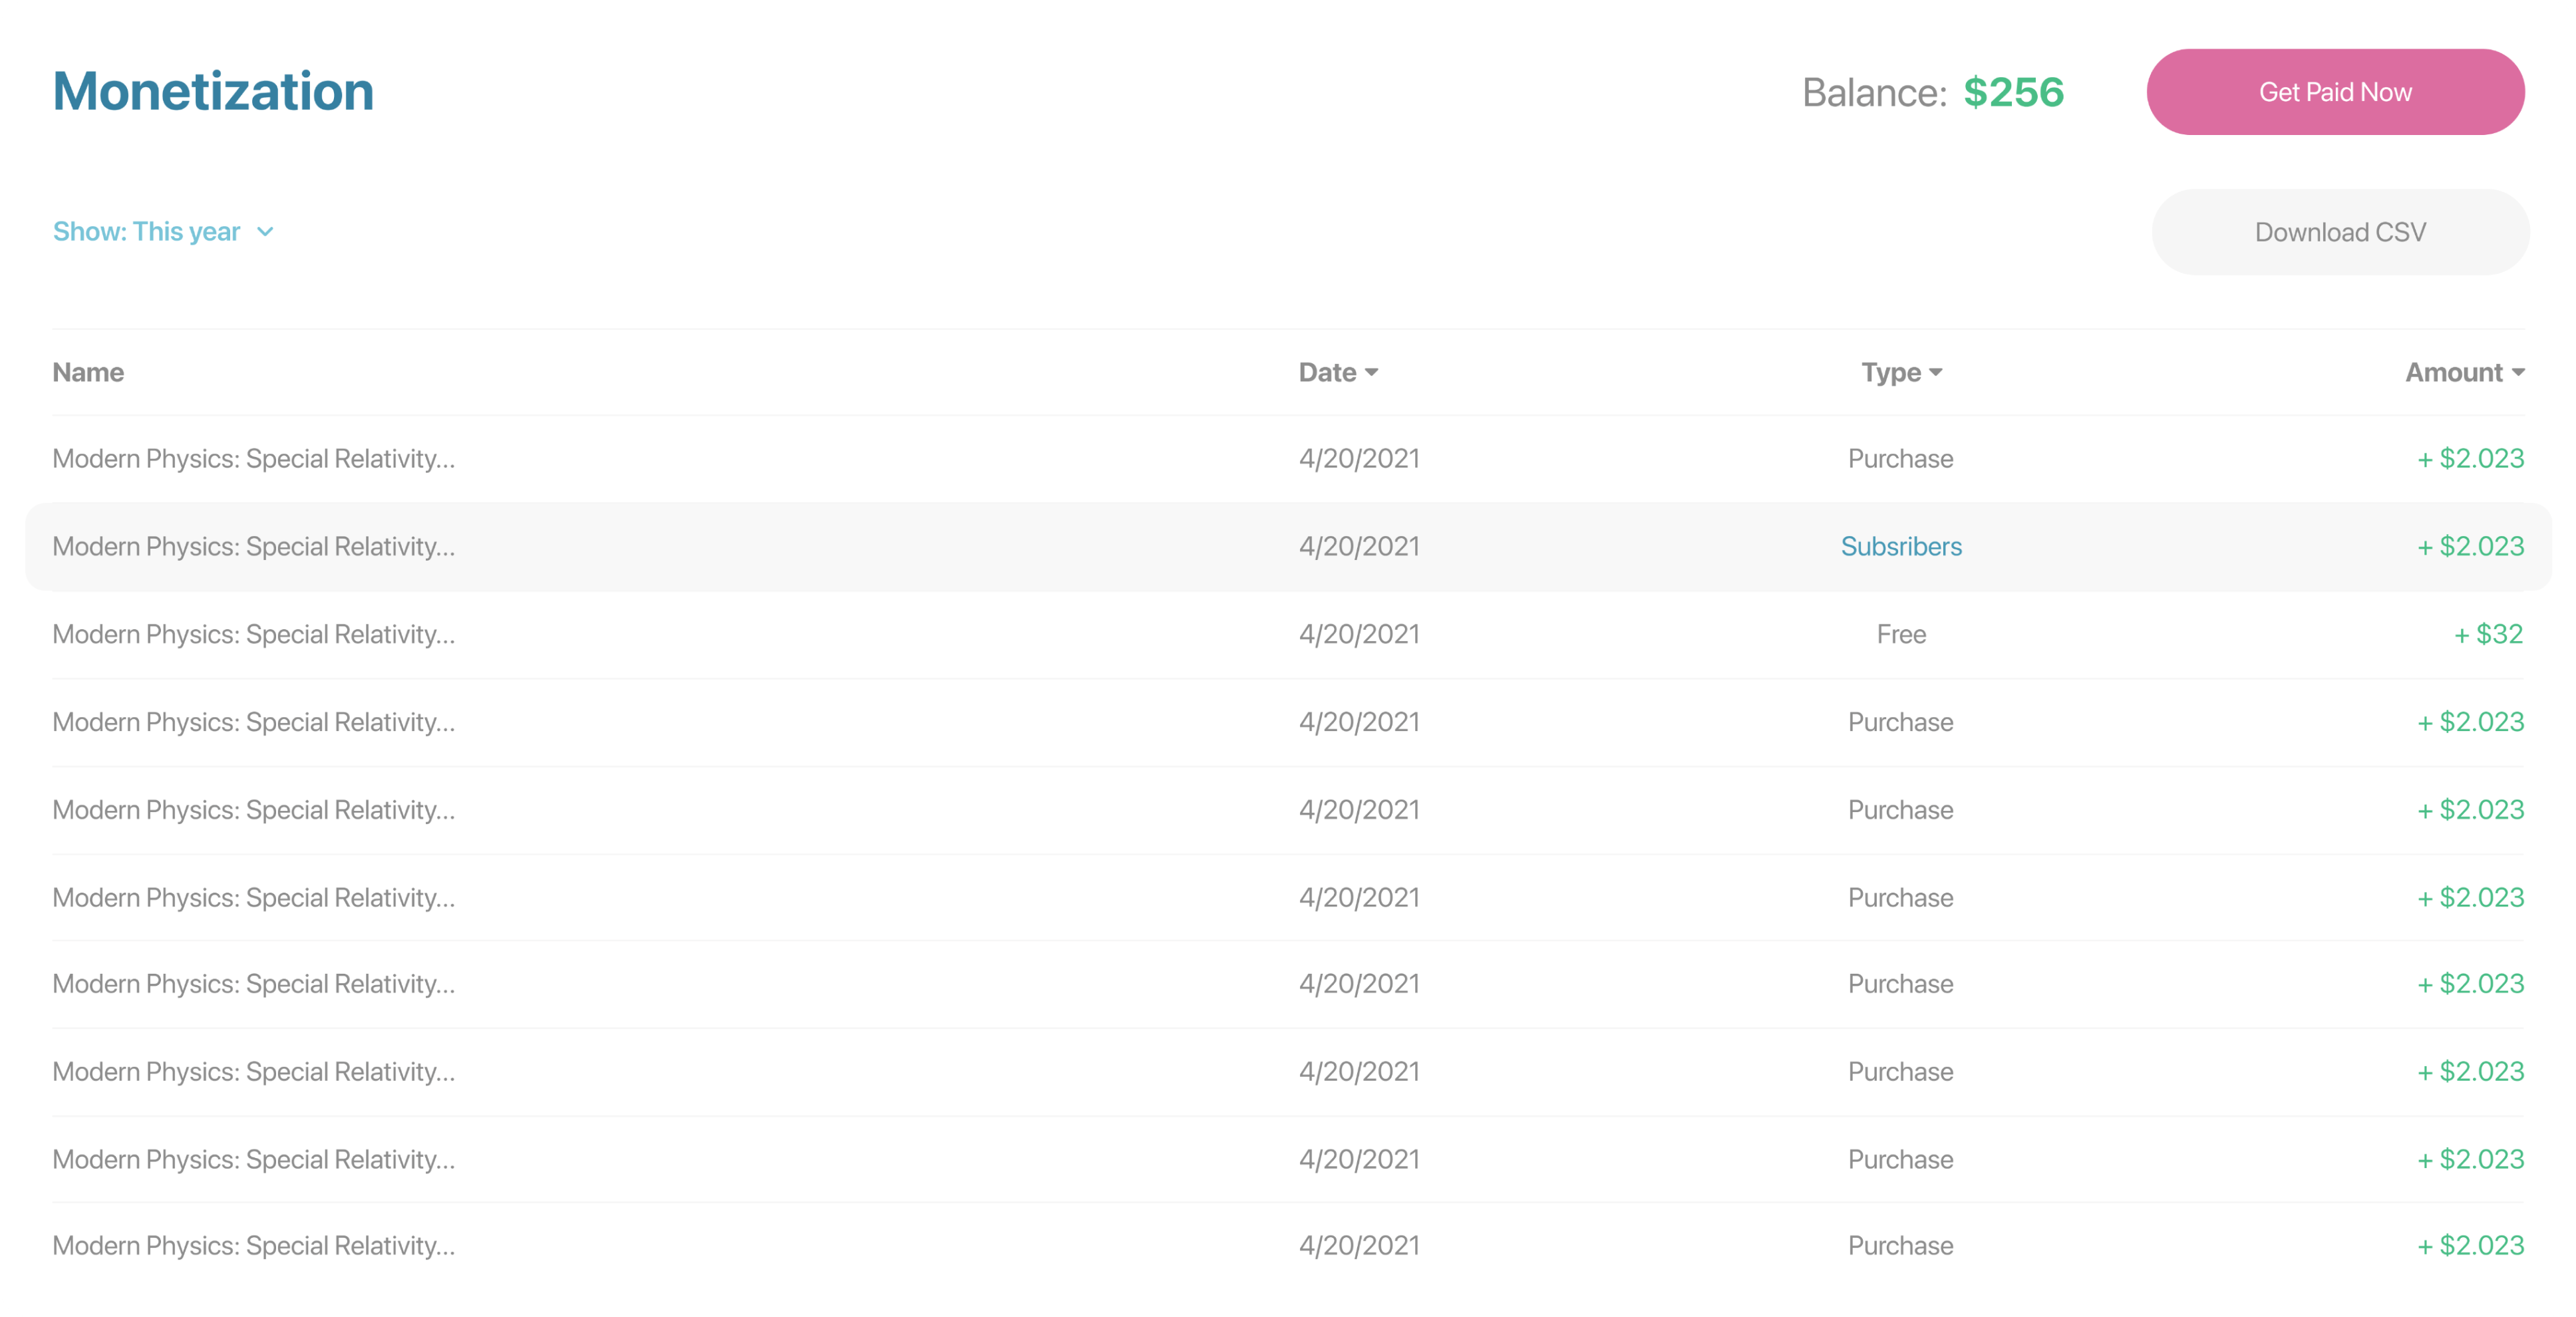 Monetization Balance: $256 Get Paid Now
Show: This year Download CSV
Name Date Type Amount
Modern Physics: Special Relativity... 4/20/2021 Purchase + $2.023
Modern Physics: Special Relativity... 4/20/2021 Subsribers + $2.023
Modern Physics: Special Relativity... 4/20/2021 Free + $32
Modern Physics: Special Relativity... 4/20/2021 Purchase + $2.023
Modern Physics: Special Relativity... 4/20/2021 Purchase + $2.023
Modern Physics: Special Relativity... 4/20/2021 Purchase + $2.023
Modern Physics: Special Relativity... 4/20/2021 Purchase + $2.023
Modern Physics: Special Relativity... 4/20/2021 Purchase + $2.023
Modern Physics: Special Relativity... 4/20/2021 Purchase + $2.023
Modern Physics: Special Relativity... 4/20/2021 Purchase + $2.023